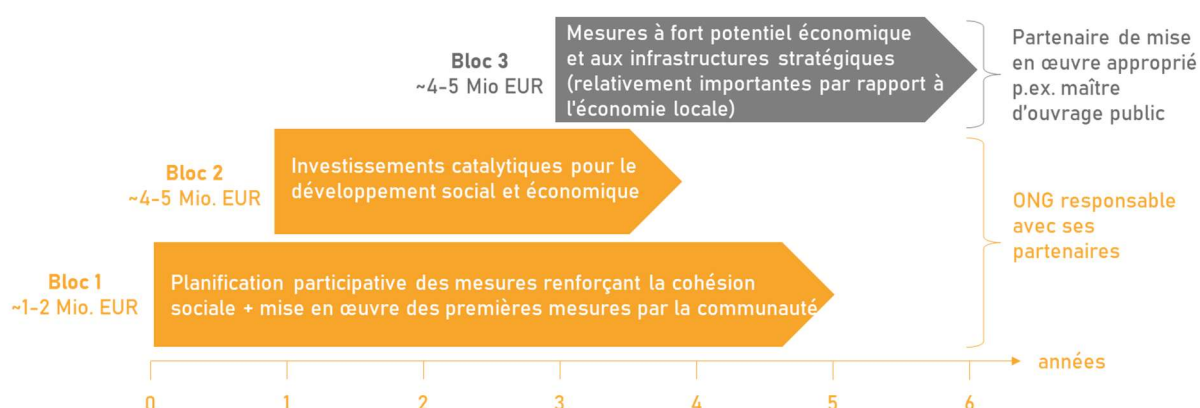 Bloc 3
~4-5 Mio EUR
Mesures à fort potentiel économique
et aux infrastructures stratégiques
(relativement importantes par rapport à
l'économie locale)
Partenaire de mise
en œuvre approprié
p.ex. maître
d'ouvrage public
Bloc 2
~4-5 Mio. EUR
Investissements catalytiques pour le
développement social et économique
ONG responsable
avec ses
partenaires
Bloc 1
~1-2 Mio. EUR
Planification participative des mesures renforçant la cohésion
sociale + mise en œuvre des premières mesures par la communauté
années
0 1 2 3 4 5 6